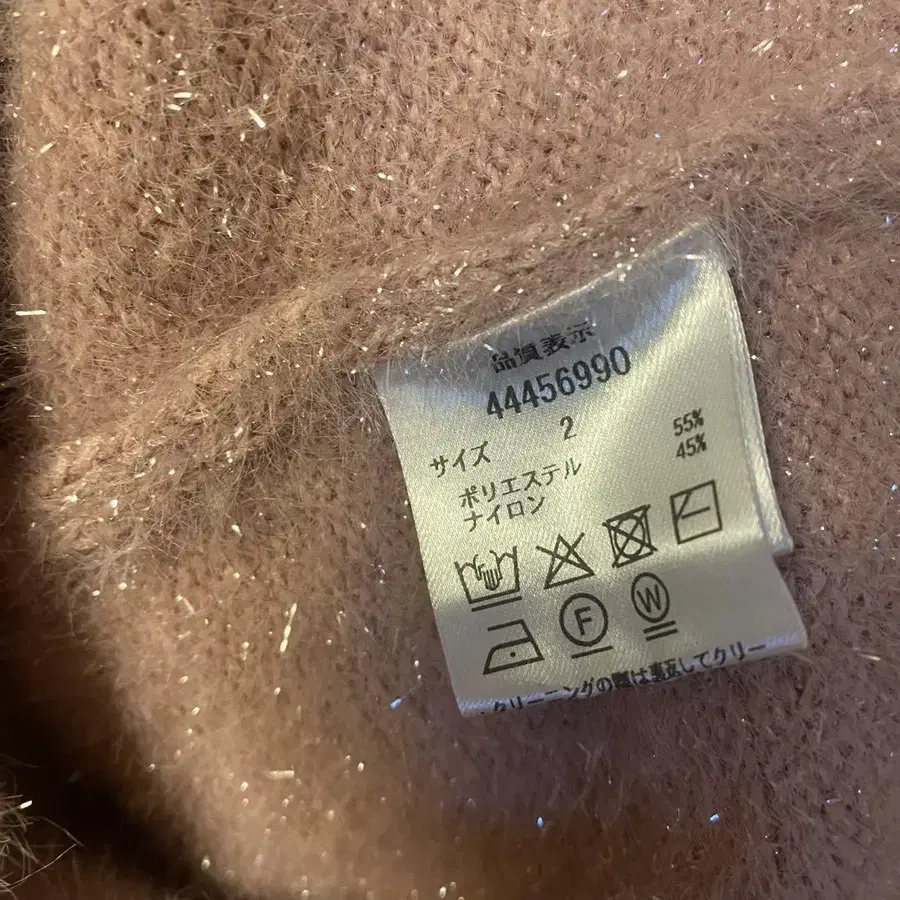 品質表示
44456990
サイズ 2
ポリエステル 55%
ナイロン 45%
F W
・クリーニングの際は裏返してクリー